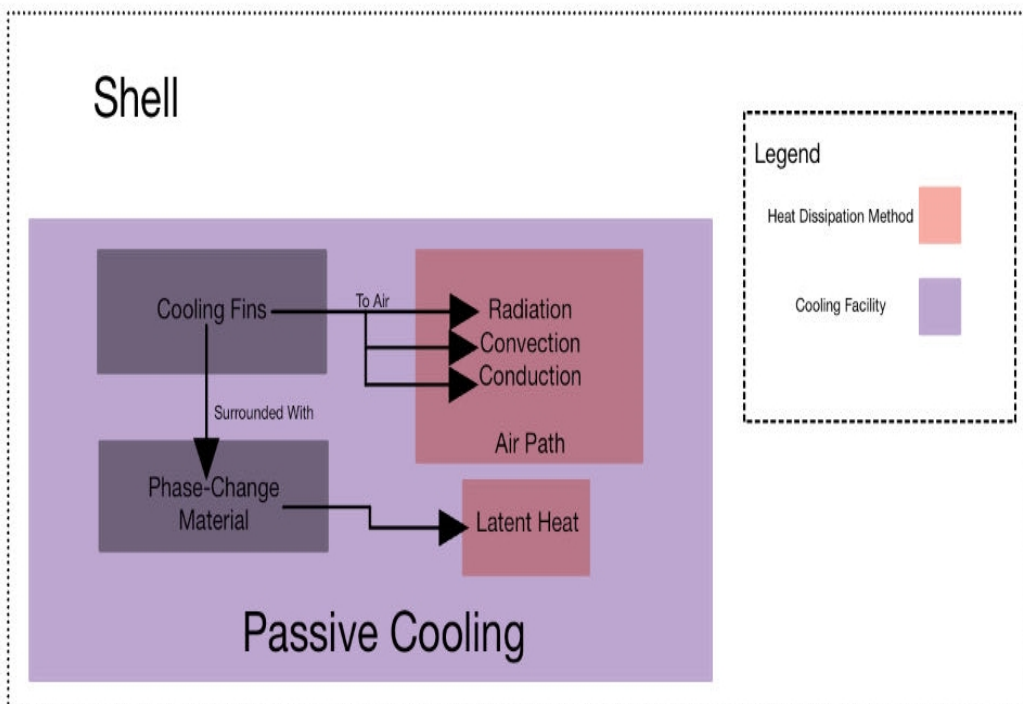 Shell
Legend
Heat Dissipation Method
Cooling Facility
Cooling Fins
To Air
Radiation
Convection
Conduction
Air Path
Surrounded With
Phase-Change
Material
Latent Heat
Passive Cooling